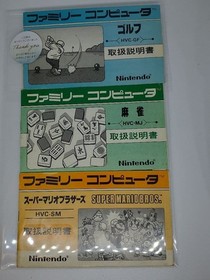 Thank you
ファミリー コンピュータ
ゴルフ
HVC-GF
取扱説明書
Nintendo
ファミリー コンピュータ
麻雀
HVC-MJ
取扱説明書
Nintendo
ファミリー コンピュータ
スーパーマリオブラザーズ SUPER MARIO BROS.
HVC-SM
取扱説明書
Nintendo